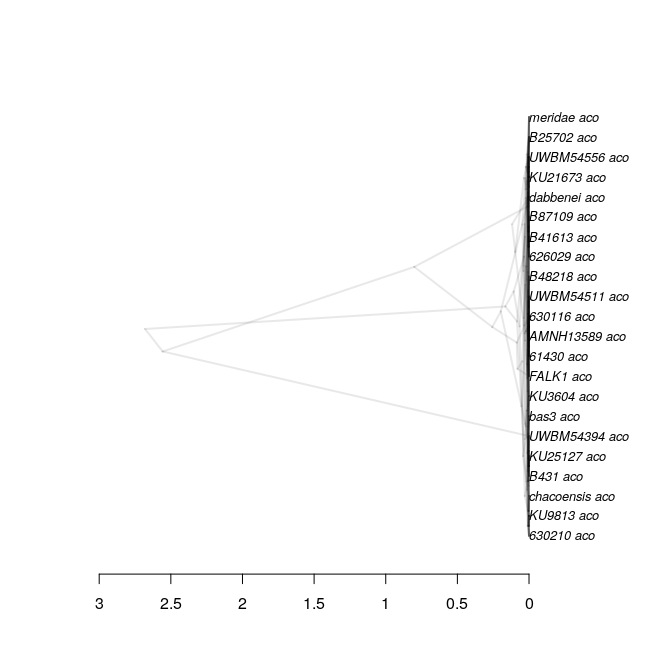 meridae aco
B25702 aco
UWBM54556 aco
KU21673 aco
dabbenei aco
B87109 aco
B41613 aco
626029 aco
B48218 aco
UWBM54511 aco
630116 aco
AMNH13589 aco
61430 aco
FALK1 aco
KU3604 aco
bas3 aco
UWBM54394 aco
KU25127 aco
B431 aco
chacoensis aco
KU9813 aco
630210 aco
3 2.5 2 1.5 1 0.5 0